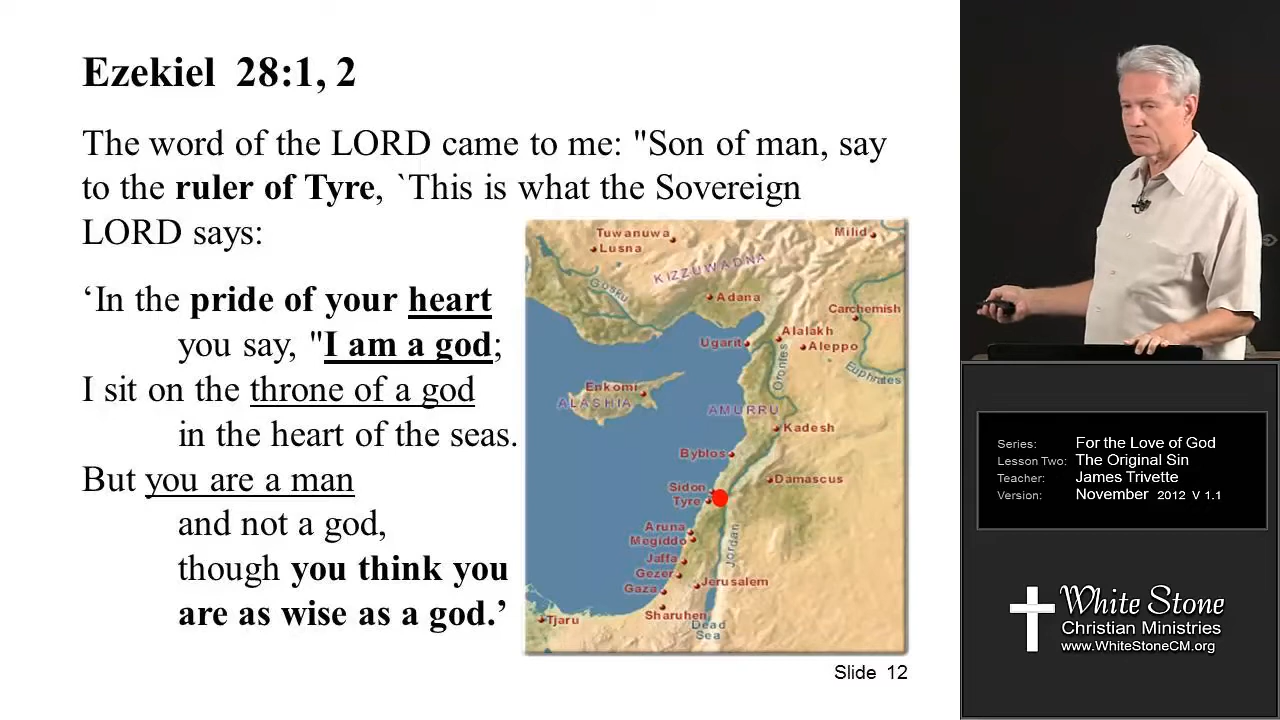 Ezekiel 28:1, 2
The word of the LORD came to me: "Son of man, say
to the ruler of Tyre, `This is what the Sovereign
LORD says:
‘In the pride of your heart
you say, "I am a god;
I sit on the throne of a god
in the heart of the seas.
But you are a man
and not a god,
though you think you
are as wise as a god.’
Tuwanuwa
Lusna
Milid
KIZZUWADNA
Goksu
Adana
Carchemish
Alalakh
Ugarit
Aleppo
Orontes
Euphrates
Enkomi
ALASHIA
AMURRU
Kadesh
Byblos
Damascus
Sidon
Tyre
Aruna
Megiddo
Jordan
Jaffa
Gezer
Jerusalem
Gaza
Sharuhen
Dead
Sea
Tjaru
Slide 12
Series: For the Love of God
Lesson Two: The Original Sin
Teacher: James Trivette
Version: November 2012 V 1.1
White Stone
Christian Ministries
www.WhiteStoneCM.org